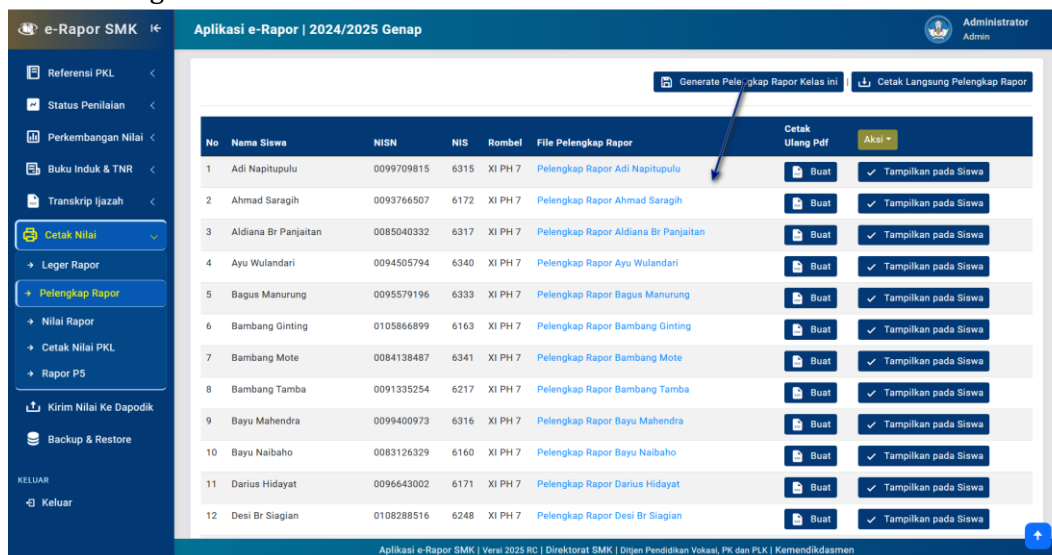 e-Rapor SMK
Aplikasi e-Rapor | 2024/2025 Genap
Administrator
Admin
Referensi PKL
Status Penilaian
Perkembangan Nilai
Buku Induk & TNR
Transkrip Ijazah
Cetak Nilai
Leger Rapor
Pelengkap Rapor
Nilai Rapor
Cetak Nilai PKL
Rapor P5
Kirim Nilai Ke Dapodik
Backup & Restore
KELUAR
Keluar
Generate Pelengkap Rapor Kelas ini | Cetak Langsung Pelengkap Rapor
No Nama Siswa NISN NIS Rombel File Pelengkap Rapor Cetak Ulang Pdf Aksi
1 Adi Napitupulu 0099709815 6315 XI PH 7 Pelengkap Rapor Adi Napitupulu Buat Tampilkan pada Siswa
2 Ahmad Saragih 0093766507 6172 XI PH 7 Pelengkap Rapor Ahmad Saragih Buat Tampilkan pada Siswa
3 Aldiana Br Panjaitan 0085040332 6317 XI PH 7 Pelengkap Rapor Aldiana Br Panjaitan Buat Tampilkan pada Siswa
4 Ayu Wulandari 0094505794 6340 XI PH 7 Pelengkap Rapor Ayu Wulandari Buat Tampilkan pada Siswa
5 Bagus Manurung 0095579196 6333 XI PH 7 Pelengkap Rapor Bagus Manurung Buat Tampilkan pada Siswa
6 Bambang Ginting 0105866899 6163 XI PH 7 Pelengkap Rapor Bambang Ginting Buat Tampilkan pada Siswa
7 Bambang Mote 0084138487 6341 XI PH 7 Pelengkap Rapor Bambang Mote Buat Tampilkan pada Siswa
8 Bambang Tamba 0091335254 6217 XI PH 7 Pelengkap Rapor Bambang Tamba Buat Tampilkan pada Siswa
9 Bayu Mahendra 0099400973 6316 XI PH 7 Pelengkap Rapor Bayu Mahendra Buat Tampilkan pada Siswa
10 Bayu Naibaho 0083126329 6160 XI PH 7 Pelengkap Rapor Bayu Naibaho Buat Tampilkan pada Siswa
11 Darius Hidayat 0096643002 6171 XI PH 7 Pelengkap Rapor Darius Hidayat Buat Tampilkan pada Siswa
12 Desi Br Siagian 0108288516 6248 XI PH 7 Pelengkap Rapor Desi Br Siagian Buat Tampilkan pada Siswa
Aplikasi e-Rapor SMK | Versi 2025 RC | Direktorat SMK | Ditjen Pendidikan Vokasi, PK dan PLK | Kemendikdasmen